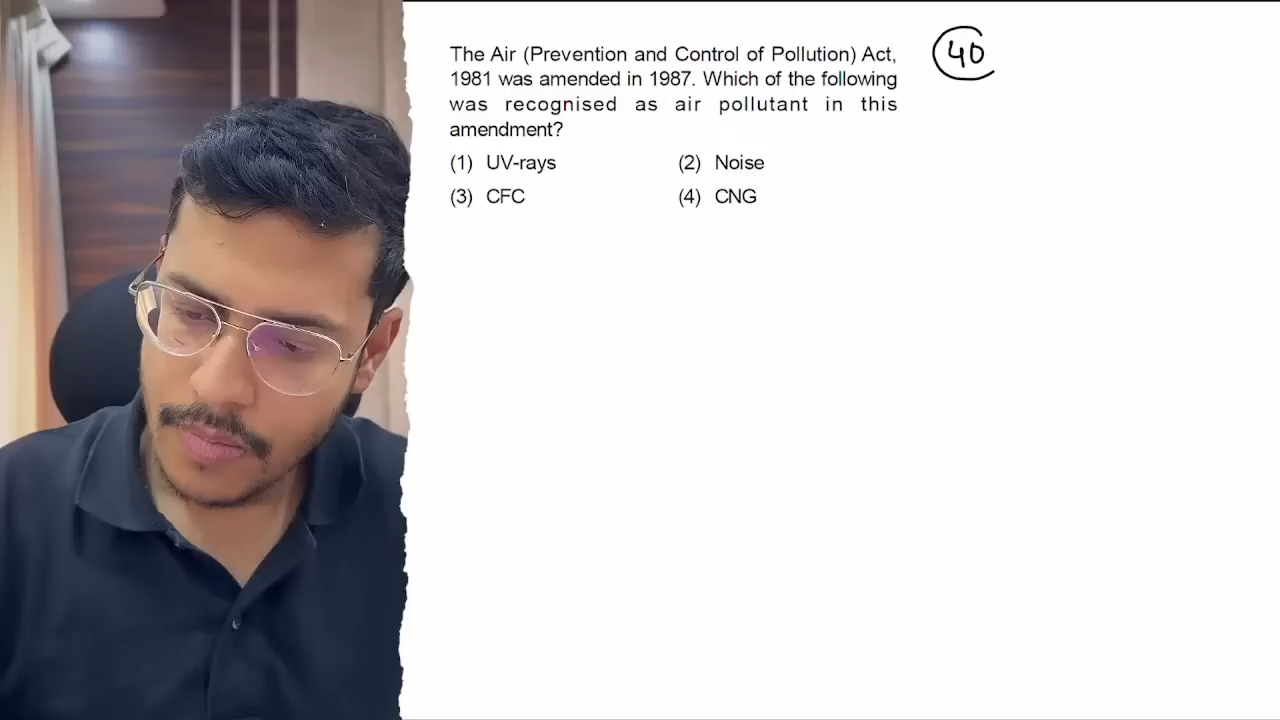 The Air (Prevention and Control of Pollution) Act,
1981 was amended in 1987. Which of the following
was recognised as air pollutant in this
amendment?
(1) UV-rays (2) Noise
(3) CFC (4) CNG
40